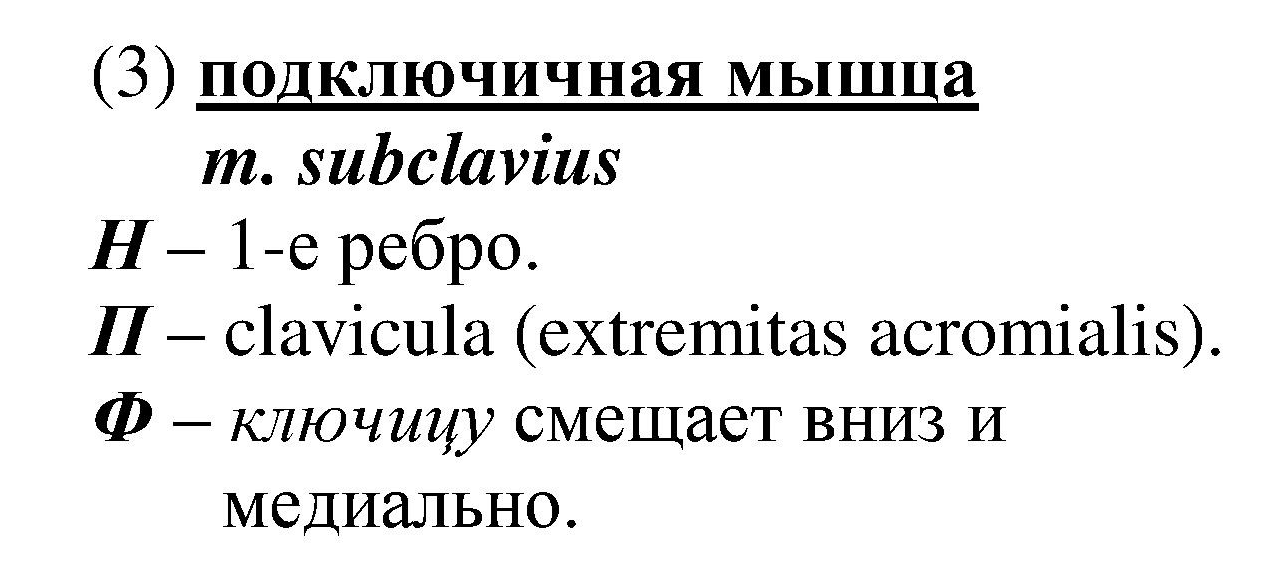 (3) подключичная мышца
m. subclavius
Н – 1-е ребро.
П – clavicula (extremitas acromialis).
Ф – ключицу смещает вниз и
медиально.